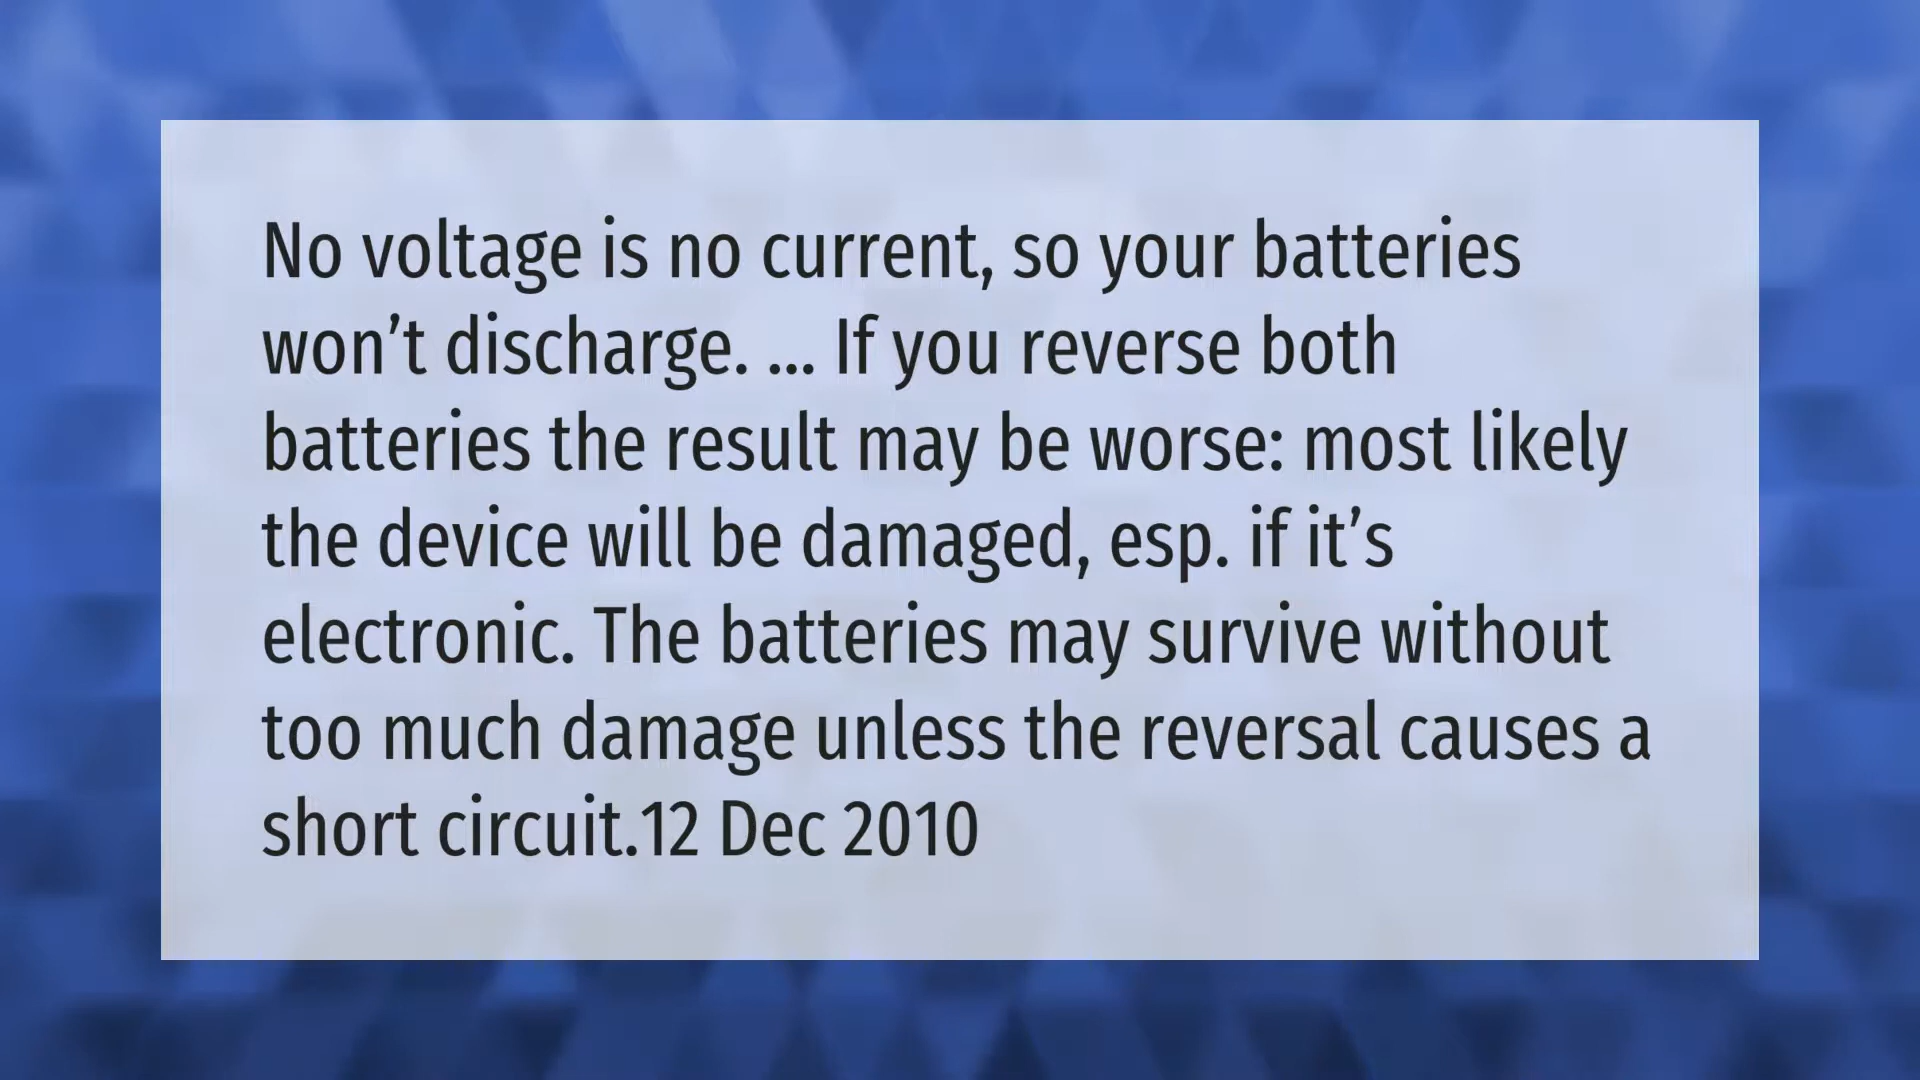 No voltage is no current, so your batteries
won’t discharge. ... If you reverse both
batteries the result may be worse: most likely
the device will be damaged, esp. if it’s
electronic. The batteries may survive without
too much damage unless the reversal causes a
short circuit.12 Dec 2010